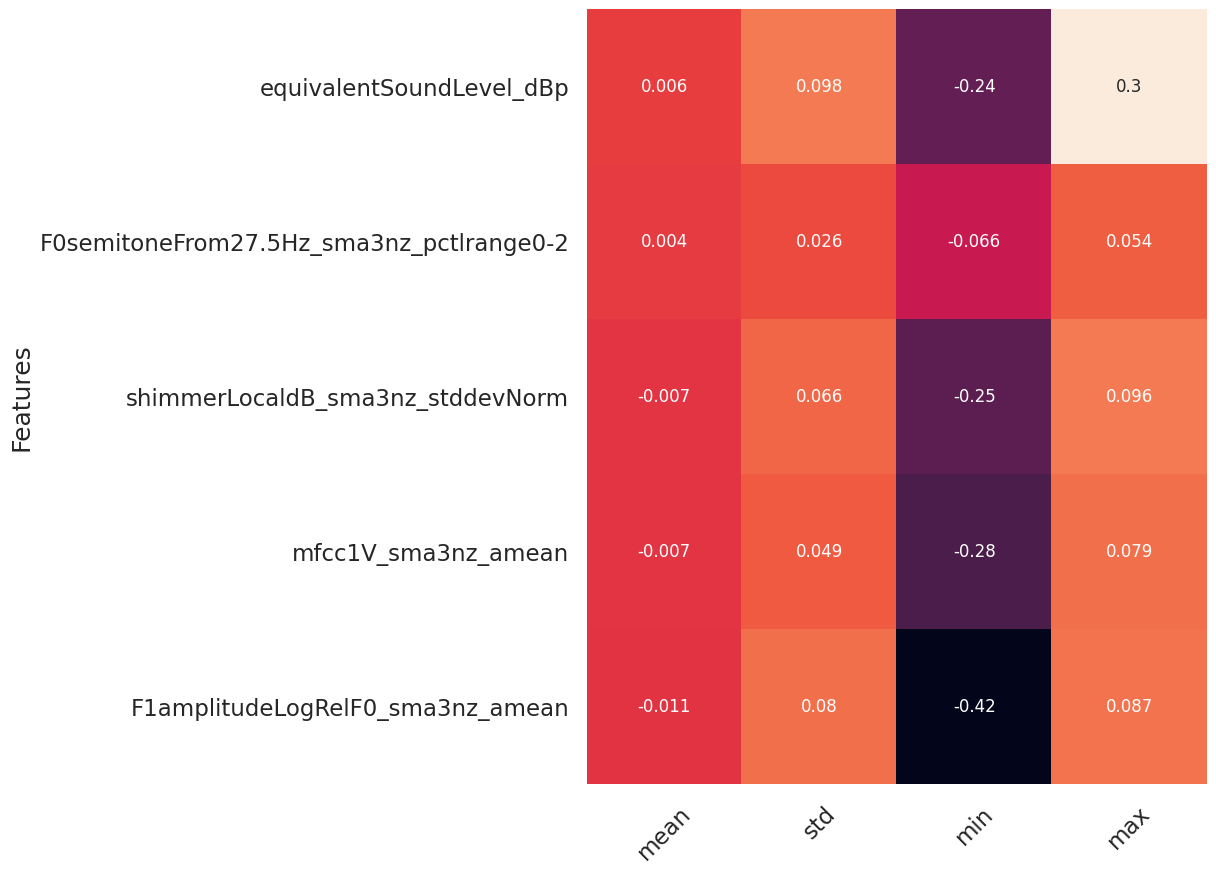 Features
equivalentSoundLevel_dBp 0.006 0.098 -0.24 0.3
F0semitoneFrom27.5Hz_sma3nz_pctlrange0-2 0.004 0.026 -0.066 0.054
shimmerLocaldB_sma3nz_stddevNorm -0.007 0.066 -0.25 0.096
mfcc1V_sma3nz_amean -0.007 0.049 -0.28 0.079
F1amplitudeLogRelF0_sma3nz_amean -0.011 0.08 -0.42 0.087
mean std min max